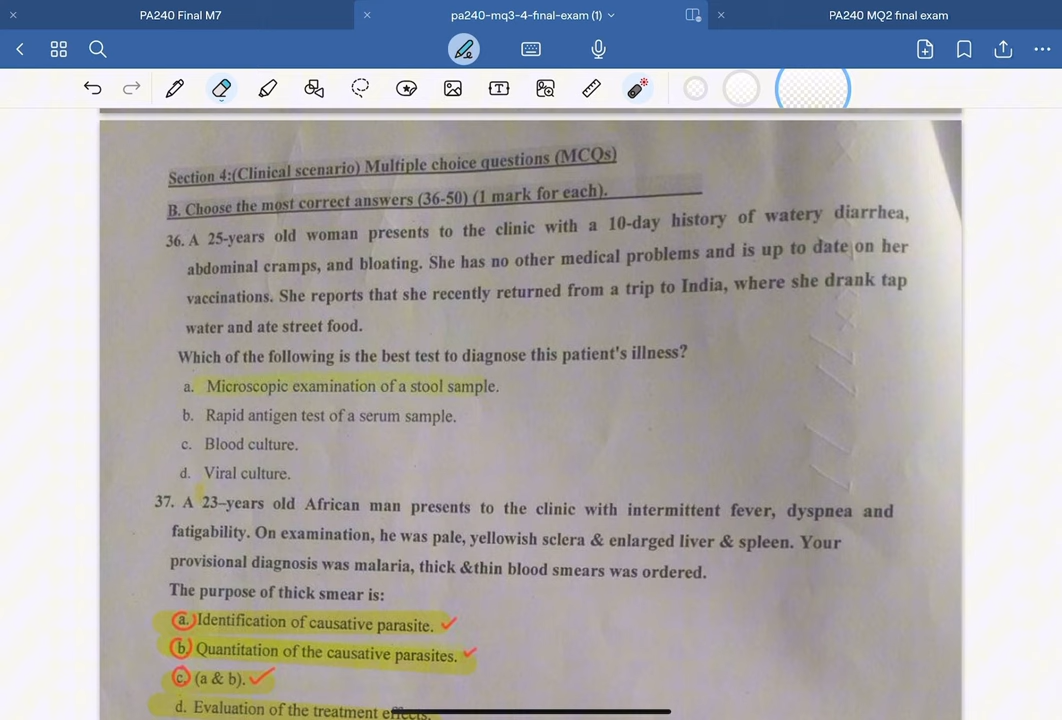 PA240 Final M7
pa240-mq3-4-final-exam (1)
PA240 MQ2 final exam
Section 4:(Clinical scenario) Multiple choice questions (MCQs)
B. Choose the most correct answers (36-50) (1 mark for each).
36. A 25-years old woman presents to the clinic with a 10-day history of watery diarrhea,
abdominal cramps, and bloating. She has no other medical problems and is up to date on her
vaccinations. She reports that she recently returned from a trip to India, where she drank tap
water and ate street food.
Which of the following is the best test to diagnose this patient's illness?
a. Microscopic examination of a stool sample.
b. Rapid antigen test of a serum sample.
c. Blood culture.
d. Viral culture.
37. A 23–years old African man presents to the clinic with intermittent fever, dyspnea and
fatigability. On examination, he was pale, yellowish sclera & enlarged liver & spleen. Your
provisional diagnosis was malaria, thick &thin blood smears was ordered.
The purpose of thick smear is:
a. Identification of causative parasite.
b. Quantitation of the causative parasites.
c. (a & b).
d. Evaluation of the treatment effects.